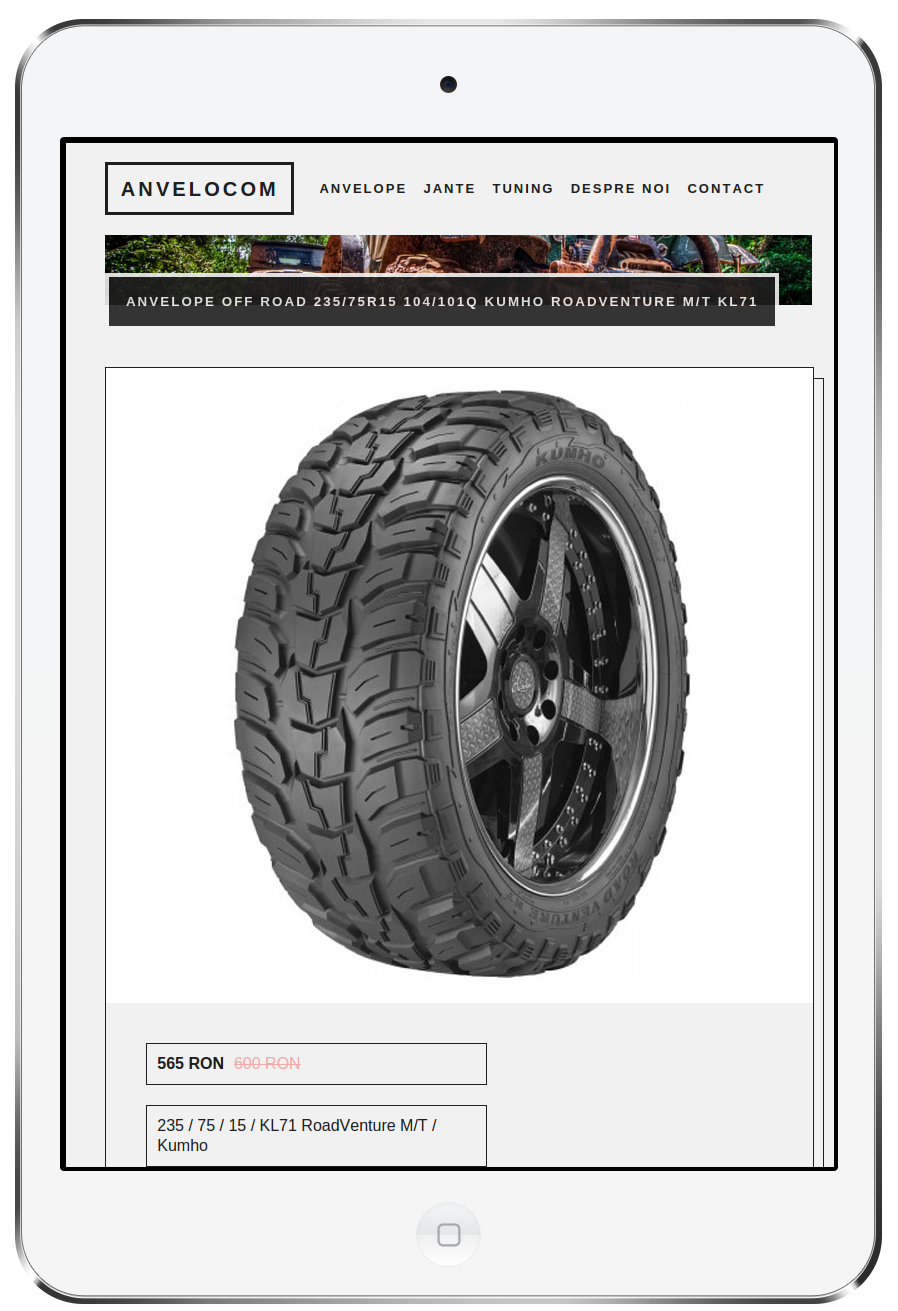 ANVELOCOM
ANVELOPE JANTE TUNING DESPRE NOI CONTACT
ANVELOPE OFF ROAD 235/75R15 104/101Q KUMHO ROADVENTURE M/T KL71
KUMHO
ROAD VENTURE MT
565 RON 600 RON
235 / 75 / 15 / KL71 RoadVenture M/T /
Kumho